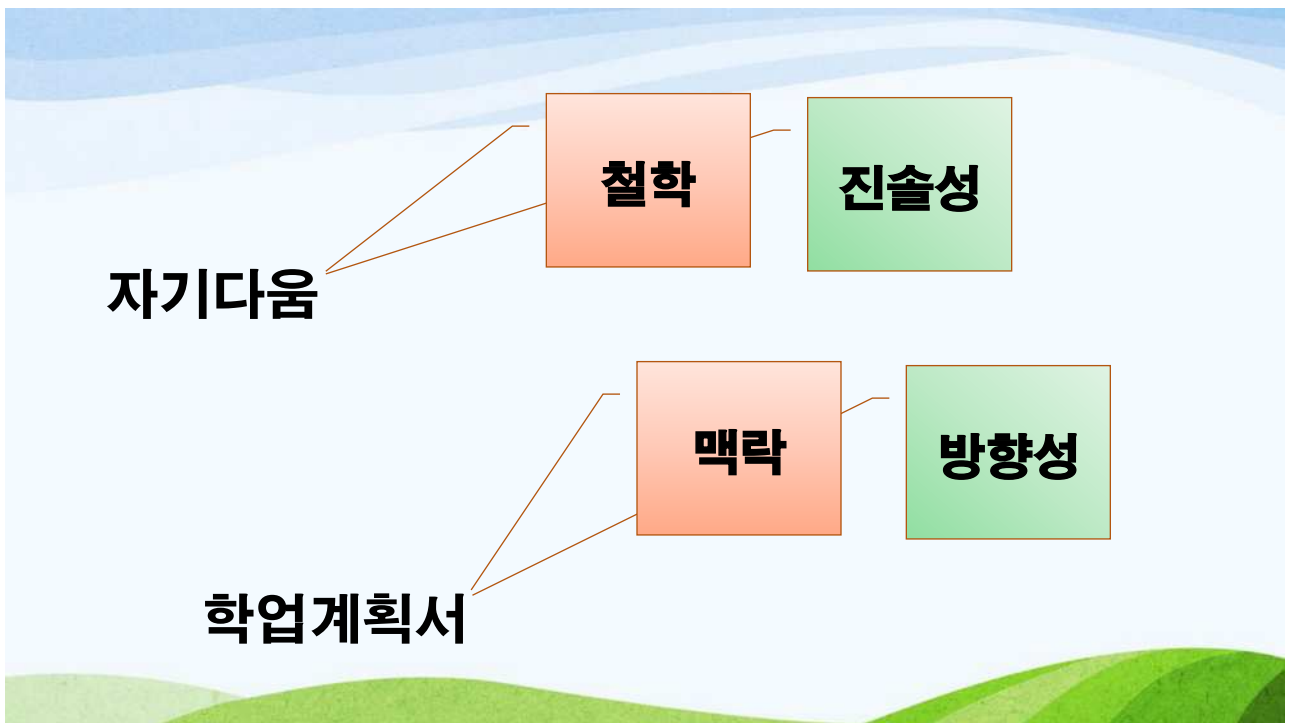 철학
진솔성
자기다움
맥락
방향성
학업계획서